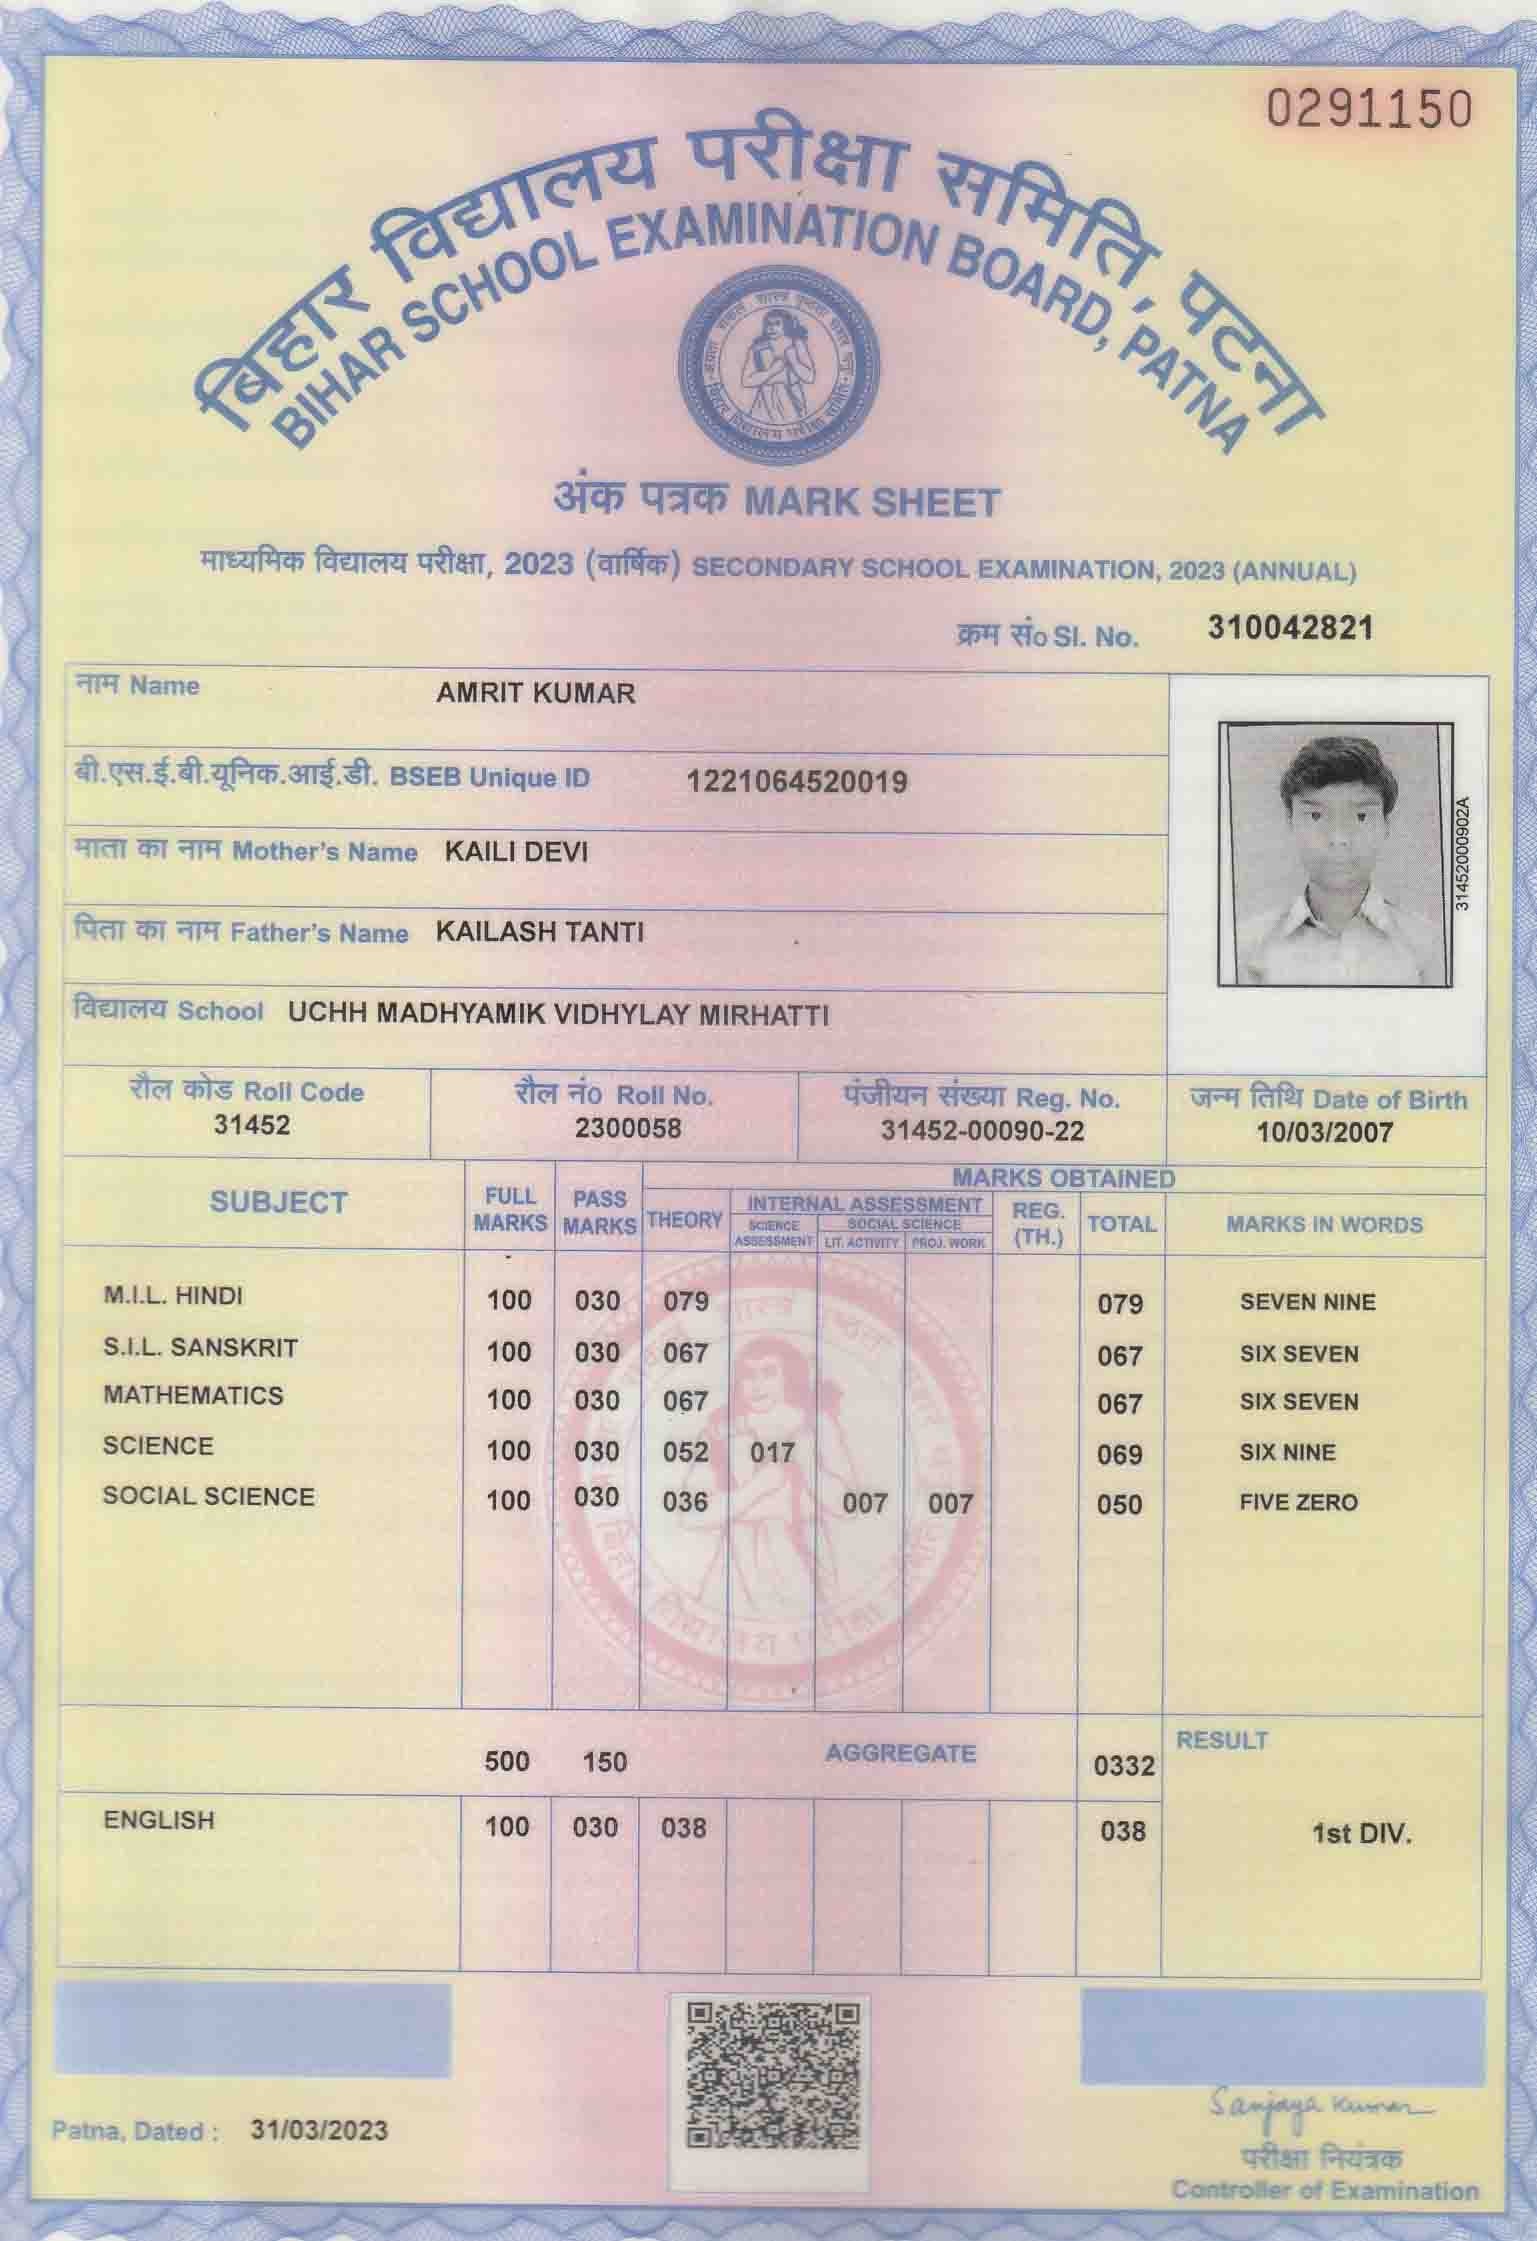 0291150
बिहार विद्यालय परीक्षा समिति, पटना
BIHAR SCHOOL EXAMINATION BOARD, PATNA
अंक पत्रक MARK SHEET
माध्यमिक विद्यालय परीक्षा, 2023 (वार्षिक) SECONDARY SCHOOL EXAMINATION, 2023 (ANNUAL)
क्रम सं० Sl. No. 310042821
नाम Name AMRIT KUMAR
बी.एस.ई.बी.यूनिक.आई.डी. BSEB Unique ID 1221064520019
माता का नाम Mother's Name KAILI DEVI
पिता का नाम Father's Name KAILASH TANTI
विद्यालय School UCHH MADHYAMIK VIDHYLAY MIRHATTI
31452000902A
रौल कोड Roll Code रौल नं० Roll No. पंजीयन संख्या Reg. No. जन्म तिथि Date of Birth
31452 2300058 31452-00090-22 10/03/2007
MARKS OBTAINED
SUBJECT FULL MARKS PASS MARKS THEORY INTERNAL ASSESSMENT REG. (TH.) TOTAL MARKS IN WORDS
SCIENCE ASSESSMENT SOCIAL SCIENCE
LIT. ACTIVITY PROJ. WORK
M.I.L. HINDI 100 030 079 079 SEVEN NINE
S.I.L. SANSKRIT 100 030 067 067 SIX SEVEN
MATHEMATICS 100 030 067 067 SIX SEVEN
SCIENCE 100 030 052 017 069 SIX NINE
SOCIAL SCIENCE 100 030 036 007 007 050 FIVE ZERO
500 150 AGGREGATE 0332 RESULT
ENGLISH 100 030 038 038 1st DIV.
Patna, Dated : 31/03/2023
Sanjaya Kumar
परीक्षा नियंत्रक
Controller of Examination